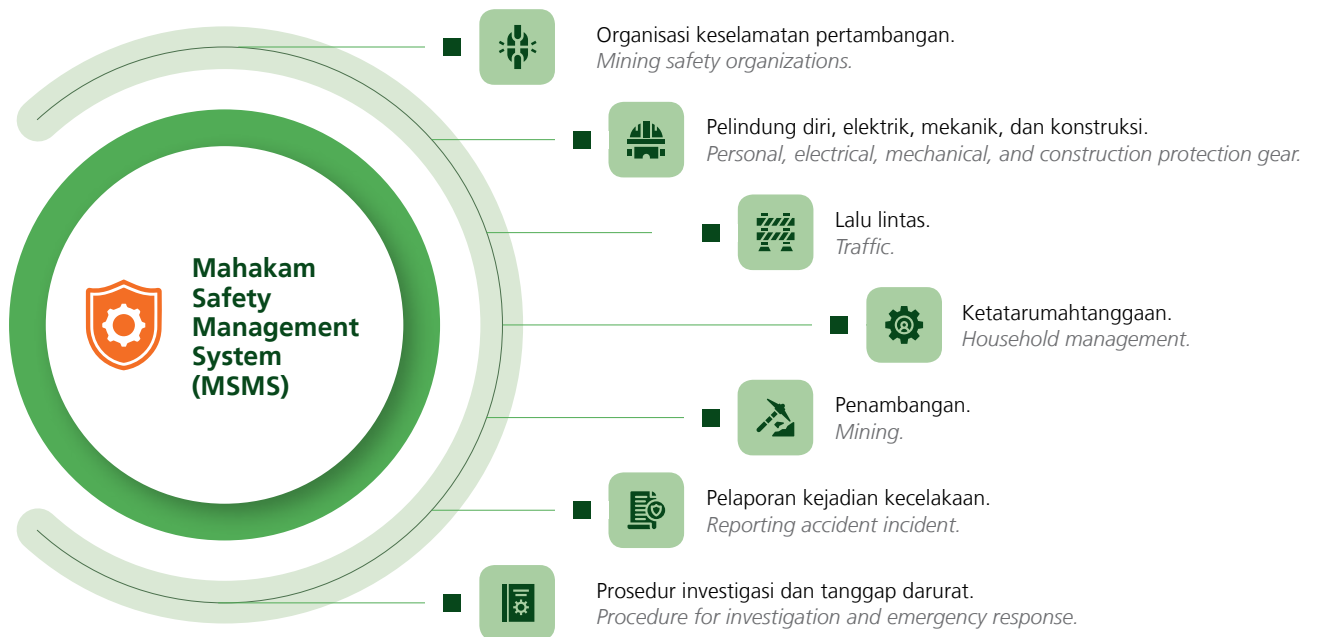 Organisasi keselamatan pertambangan.
Mining safety organizations.
Pelindung diri, elektrik, mekanik, dan konstruksi.
Personal, electrical, mechanical, and construction protection gear.
Lalu lintas.
Traffic.
Mahakam
Safety
Management
System
(MSMS)
Ketatarumahtanggaan.
Household management.
Penambangan.
Mining.
Pelaporan kejadian kecelakaan.
Reporting accident incident.
Prosedur investigasi dan tanggap darurat.
Procedure for investigation and emergency response.